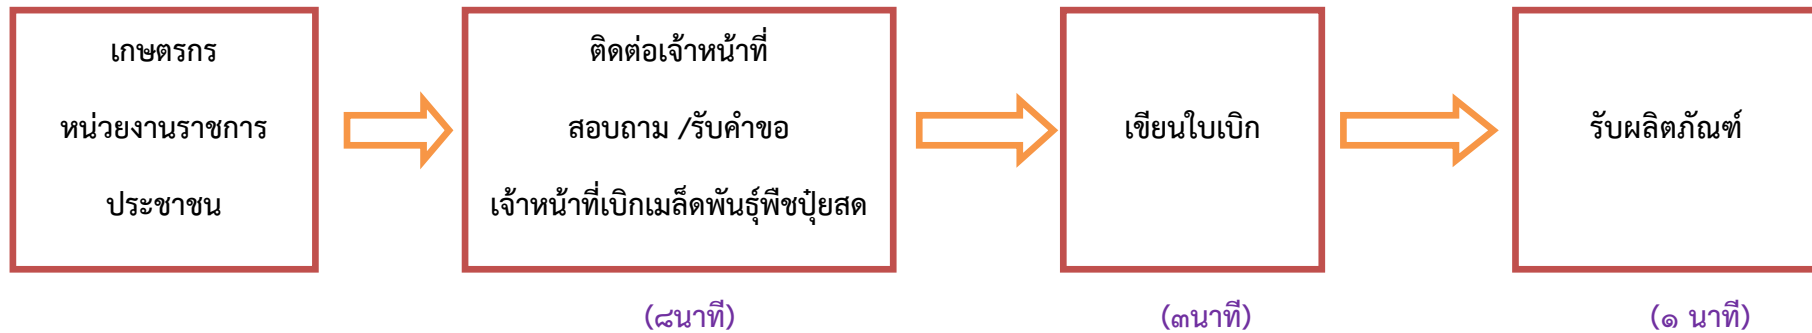 เกษตรกร
หน่วยงานราชการ
ประชาชน
ติดต่อเจ้าหน้าที่
สอบถาม /รับคำขอ
เจ้าหน้าที่เบิกเมล็ดพันธุ์พืชปุ๋ยสด
(๘นาที)
เขียนใบเบิก
(๓นาที)
รับผลิตภัณฑ์
(๑ นาที)